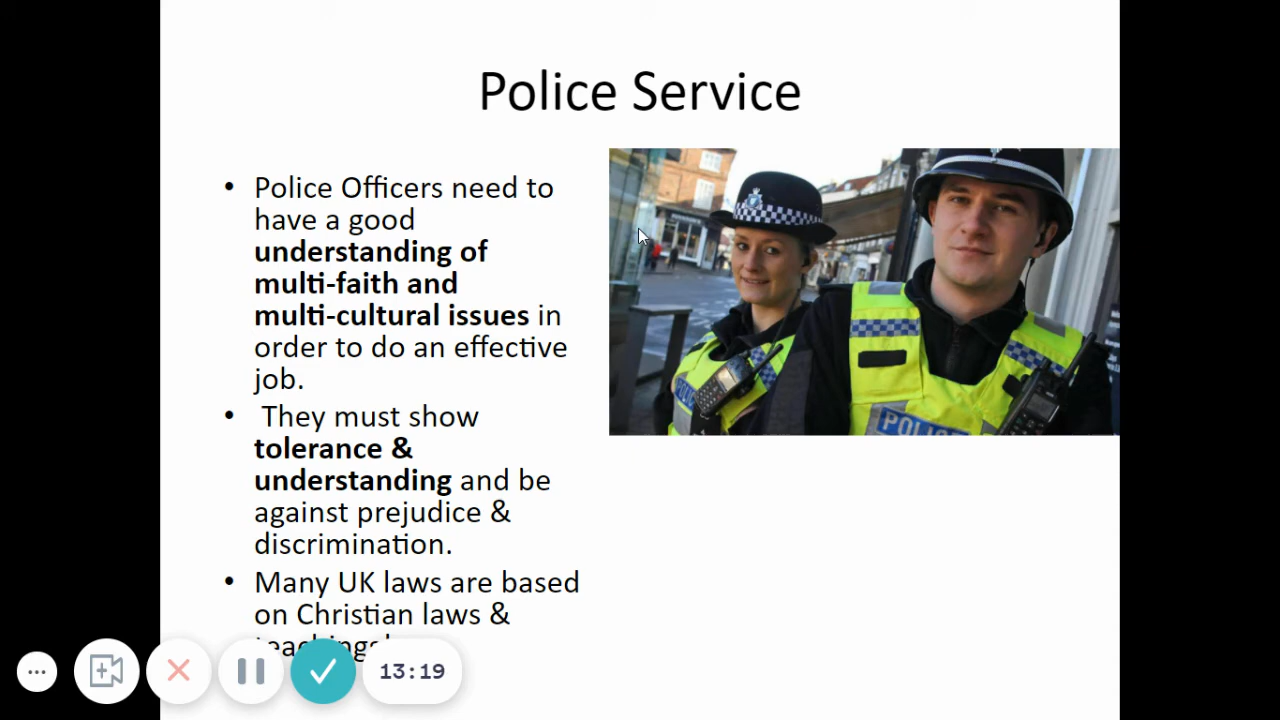 Police Service
• Police Officers need to
have a good
understanding of
multi-faith and
multi-cultural issues in
order to do an effective
job.
• They must show
tolerance &
understanding and be
against prejudice &
discrimination.
• Many UK laws are based
on Christian laws &
teachings!
POLICE
13:19